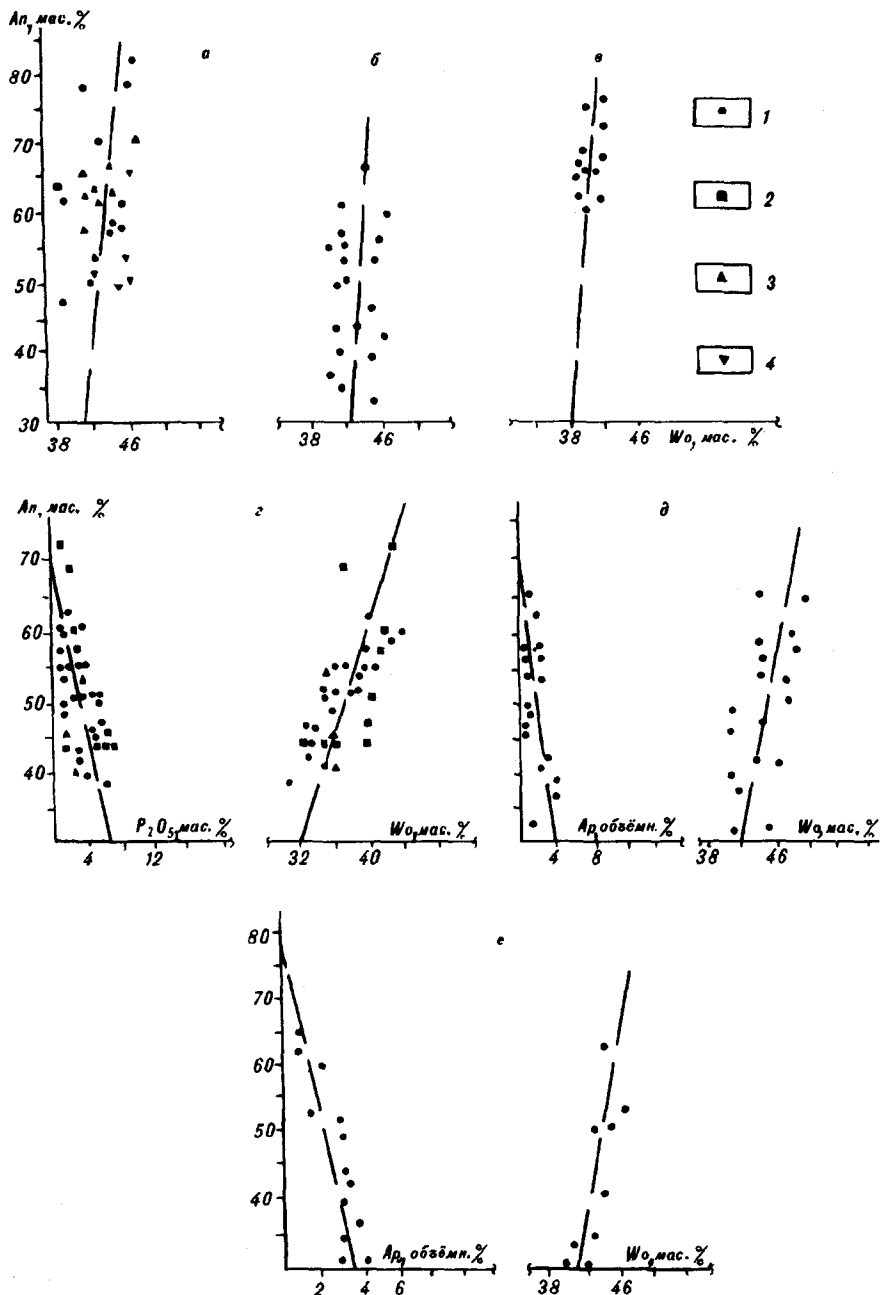 An, мас. %
а
б
в
80
70
60
50
40
30
1
2
3
4
38 46
38 46
38 46 Wo, мас. %
An, мас. %
г
д
70
60
50
40
P2O5, мас. %
Wo, мас. %
Ap, объёмн. %
Wo, мас. %
4 12
32 40
4 8
38 46
е
80
70
60
50
40
Ap, объёмн. %
Wo, мас. %
2 4 6
38 46